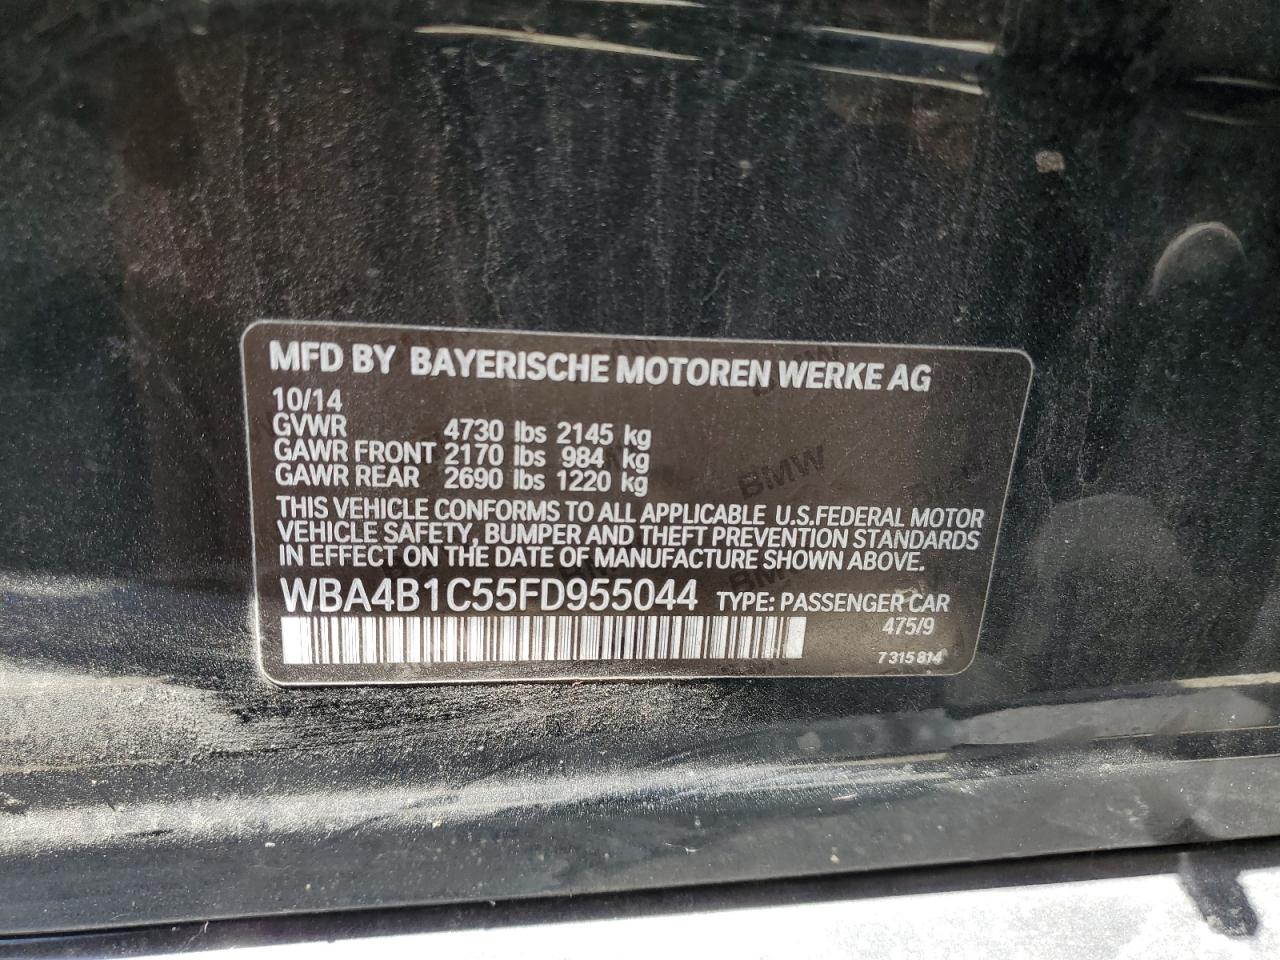 MFD BY BAYERISCHE MOTOREN WERKE AG
10/14
GVWR 4730 lbs 2145 kg
GAWR FRONT 2170 lbs 984 kg
GAWR REAR 2690 lbs 1220 kg
THIS VEHICLE CONFORMS TO ALL APPLICABLE U.S.FEDERAL MOTOR
VEHICLE SAFETY, BUMPER AND THEFT PREVENTION STANDARDS
IN EFFECT ON THE DATE OF MANUFACTURE SHOWN ABOVE.
WBA4B1C55FD955044 TYPE: PASSENGER CAR
475/9
7 315 814
BMW